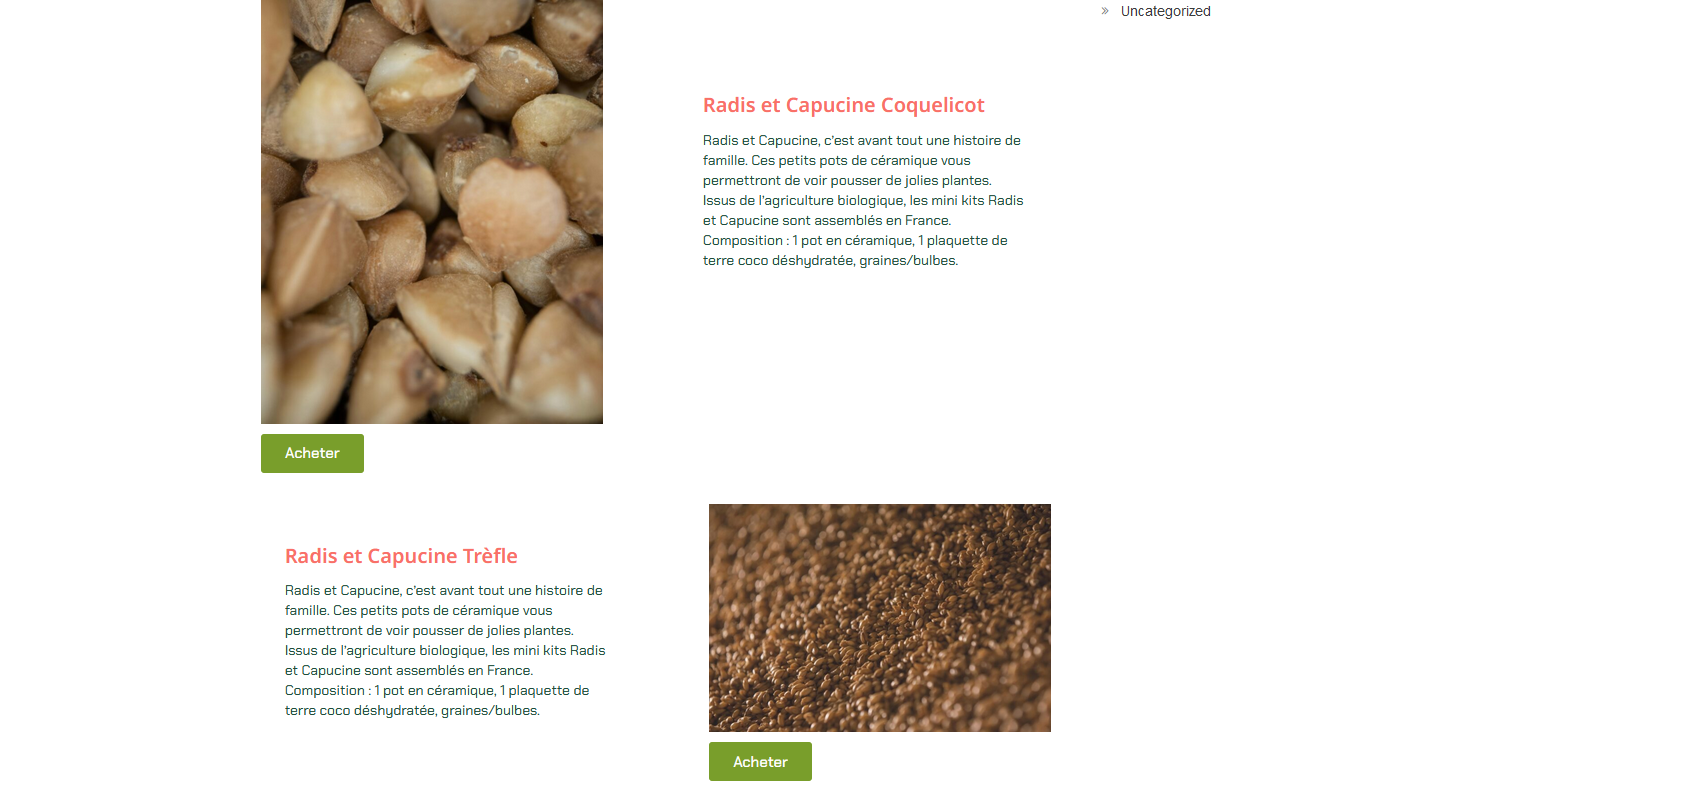 Uncategorized
Radis et Capucine Coquelicot
Radis et Capucine, c'est avant tout une histoire de
famille. Ces petits pots de céramique vous
permettront de voir pousser de jolies plantes.
Issus de l'agriculture biologique, les mini kits Radis
et Capucine sont assemblés en France.
Composition : 1 pot en céramique, 1 plaquette de
terre coco déshydratée, graines/bulbes.
Acheter
Radis et Capucine Trèfle
Radis et Capucine, c'est avant tout une histoire de
famille. Ces petits pots de céramique vous
permettront de voir pousser de jolies plantes.
Issus de l'agriculture biologique, les mini kits Radis
et Capucine sont assemblés en France.
Composition : 1 pot en céramique, 1 plaquette de
terre coco déshydratée, graines/bulbes.
Acheter